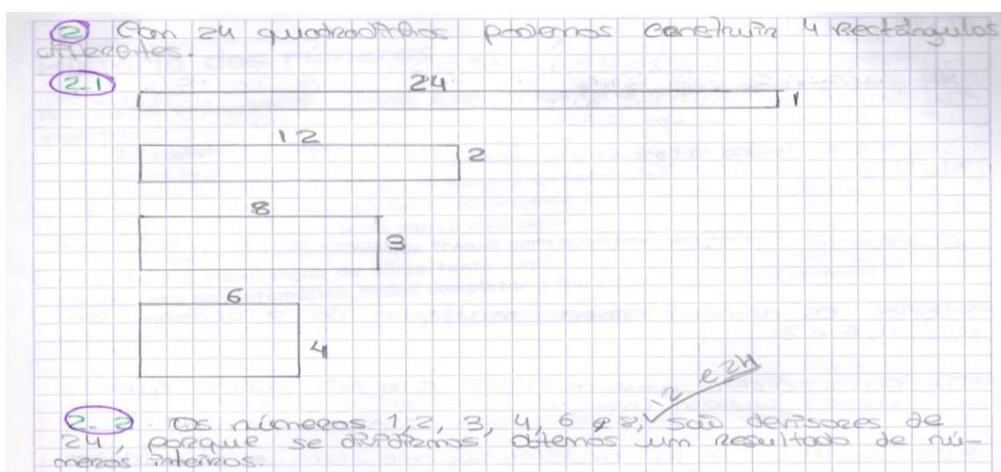 2 Com 24 quadradinhos podemos construir 4 rectângulos
diferentes.
2.1
24
1
12
2
8
3
6
4
12 e 24
2.2 Os números 1, 2, 3, 4, 6 e 8, são devisores de
24, porque se dividirmos, obtemos um resultado de nú-
meros inteiros.